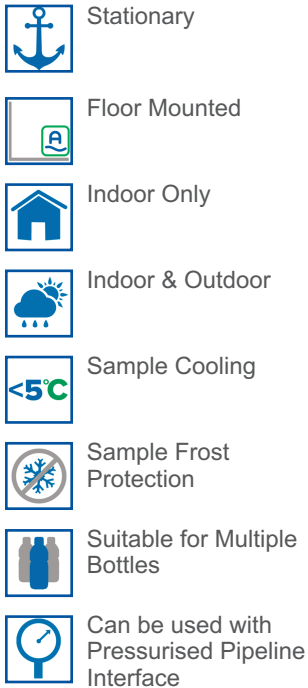 Stationary
A
Floor Mounted
Indoor Only
Indoor & Outdoor
<5°C
Sample Cooling
Sample Frost
Protection
Suitable for Multiple
Bottles
Can be used with
Pressurised Pipeline
Interface